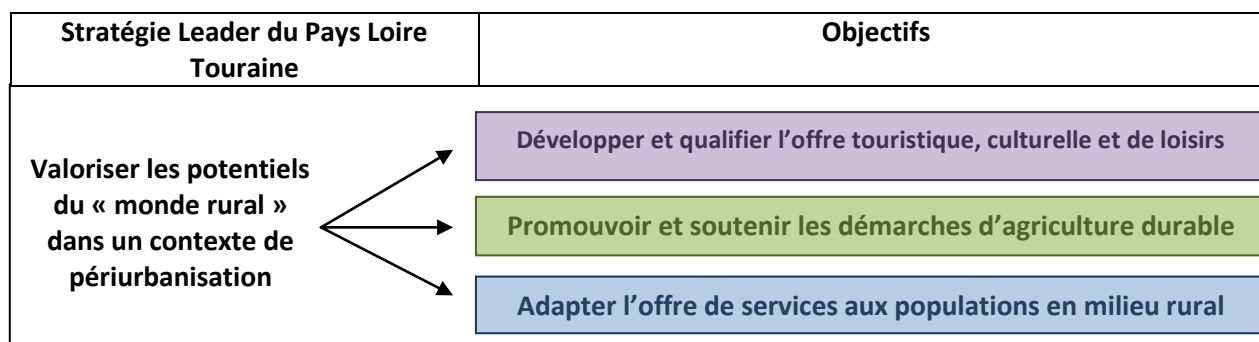 Stratégie Leader du Pays Loire
Touraine
Objectifs
Valoriser les potentiels
du « monde rural »
dans un contexte de
périurbanisation
Développer et qualifier l’offre touristique, culturelle et de loisirs
Promouvoir et soutenir les démarches d’agriculture durable
Adapter l’offre de services aux populations en milieu rural